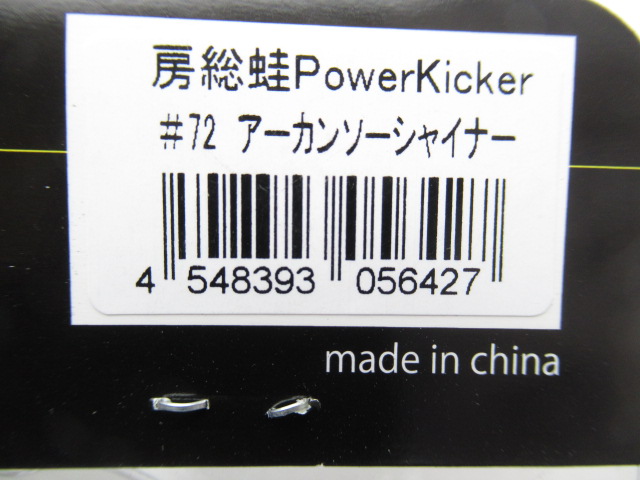 房総蛙PowerKicker
#72 アーカンソーシャイナー
4 548393 056427
made in china